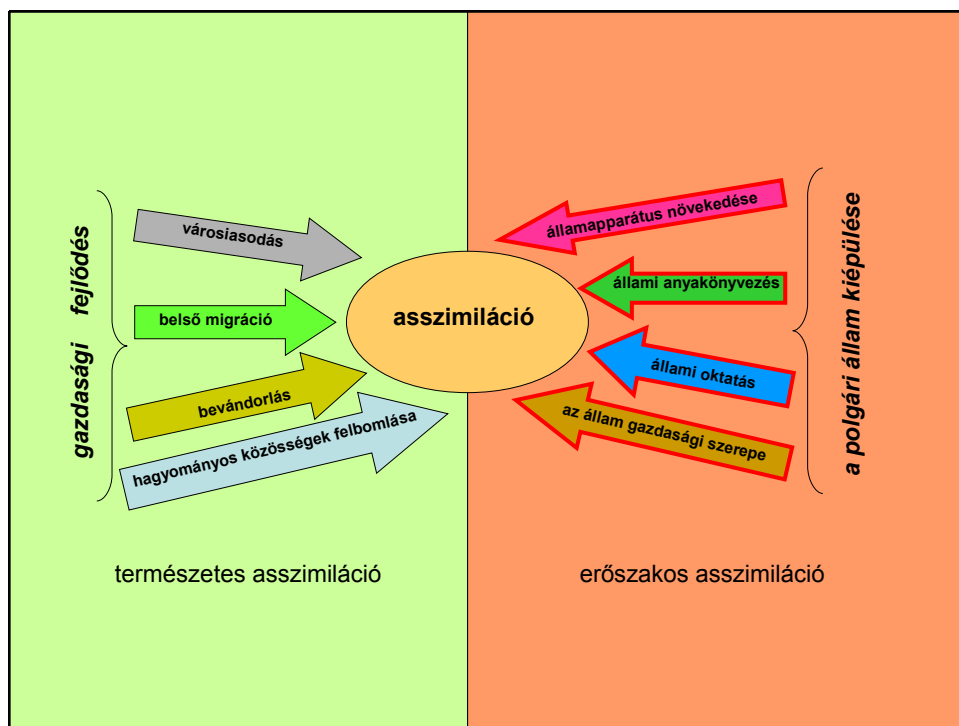 gazdasági fejlődés
városiasodás
belső migráció
bevándorlás
hagyományos közösségek felbomlása
természetes asszimiláció
asszimiláció
államapparátus növekedése
állami anyakönyvezés
állami oktatás
az állam gazdasági szerepe
a polgári állam kiépülése
erőszakos asszimiláció